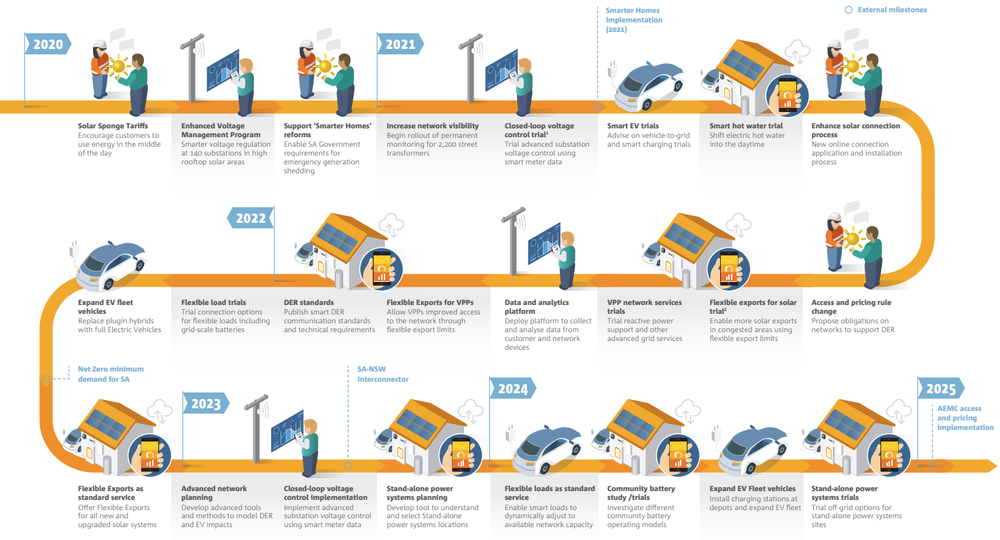 Smarter Homes
implementation
(2021)
External milestones
2020
2021
Solar Sponge Tariffs
Encourage customers to
use energy in the middle
of the day
Enhanced Voltage
Management Program
Smarter voltage regulation
at 140 substations in high
rooftop solar areas
Support ‘Smarter Homes’
reforms
Enable SA Government
requirements for
emergency generation
shedding
Increase network visibility
Begin rollout of permanent
monitoring for 2,200 street
transformers
Closed-loop voltage
control trial¹
Trial advanced substation
voltage control using
smart meter data
Smart EV trials
Advise on vehicle-to-grid
and smart charging trials
Smart hot water trial
Shift electric hot water
into the daytime
Enhance solar connection
process
New online connection
application and installation
process
2022
Expand EV fleet
vehicles
Replace plugin hybrids
with full Electric Vehicles
Flexible load trials
Trial connection options
for flexible loads including
grid-scale batteries
DER standards
Publish smart DER
communication standards
and technical requirements
Flexible Exports for VPPs
Allow VPPs improved access
to the network through
flexible export limits
Data and analytics
platform
Deploy platform to collect
and analyse data from
customer and network
devices
VPP network services
trials
Trial reactive power
support and other
advanced grid services
Flexible exports for solar
trial²
Enable more solar exports
in congested areas using
flexible export limits
Access and pricing rule
change
Propose obligations on
networks to support DER
Net Zero minimum
demand for SA
SA-NSW
Interconnector
2023
2024
2025
AEMC access
and pricing
implementation
Flexible Exports as
standard service
Offer Flexible Exports
for all new and
upgraded solar systems
Advanced network
planning
Develop advanced tools
and methods to model DER
and EV impacts
Closed-loop voltage
control implementation
Implement advanced
substation voltage control
using smart meter data
Stand-alone power
systems planning
Develop tool to understand
and select Stand-alone
power systems locations
Flexible loads as standard
service
Enable smart loads to
dynamically adjust to
available network capacity
Community battery
study /trials
Investigate different
community battery
operating models
Expand EV Fleet vehicles
Install charging stations at
depots and expand EV fleet
Stand-alone power
systems trials
Trial off-grid options for
stand-alone power systems
sites